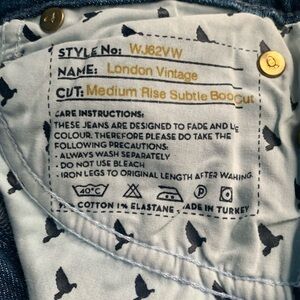 STYLE No: WJ62VW
NAME: London Vintage
CUT: Medium Rise Subtle BooCut
CARE INSTRUCTIONS:
THESE JEANS ARE DESIGNED TO FADE AND
COLOUR. THEREFORE PLEASE DO TAKE THE
FOLLOWING PRECAUTIONS:
• ALWAYS WASH SEPARATELY
• DO NOT USE BLEACH
• IRON LEGS TO ORIGINAL LENGTH AFTER WASHING.
40°C
COTTON 1% ELASTANE MADE IN TURKEY